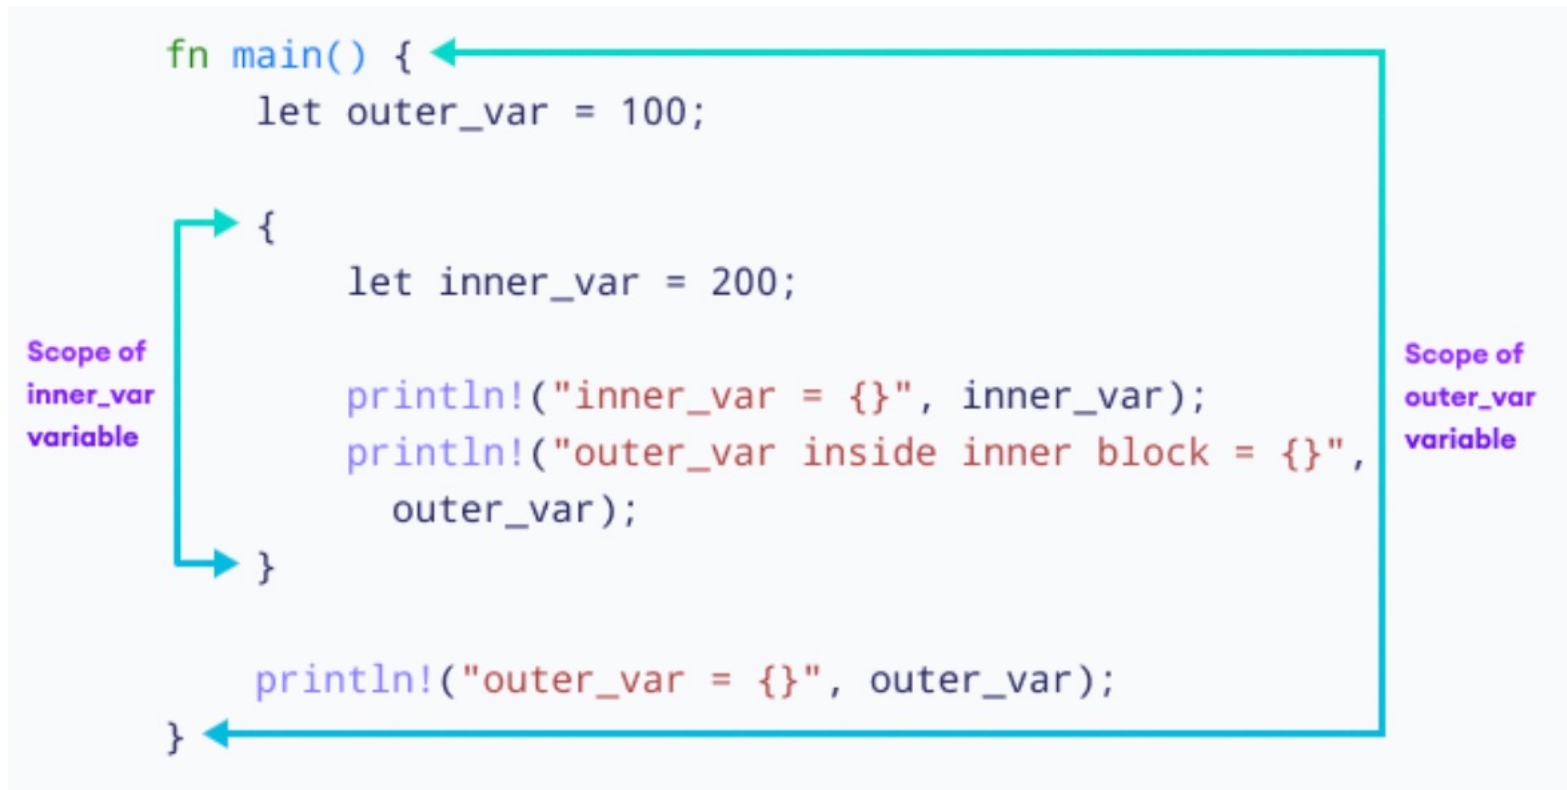 fn main() {
let outer_var = 100;
{
let inner_var = 200;
println!("inner_var = {}", inner_var);
println!("outer_var inside inner block = {}",
outer_var);
}
println!("outer_var = {}", outer_var);
}
Scope of
inner_var
variable
Scope of
outer_var
variable